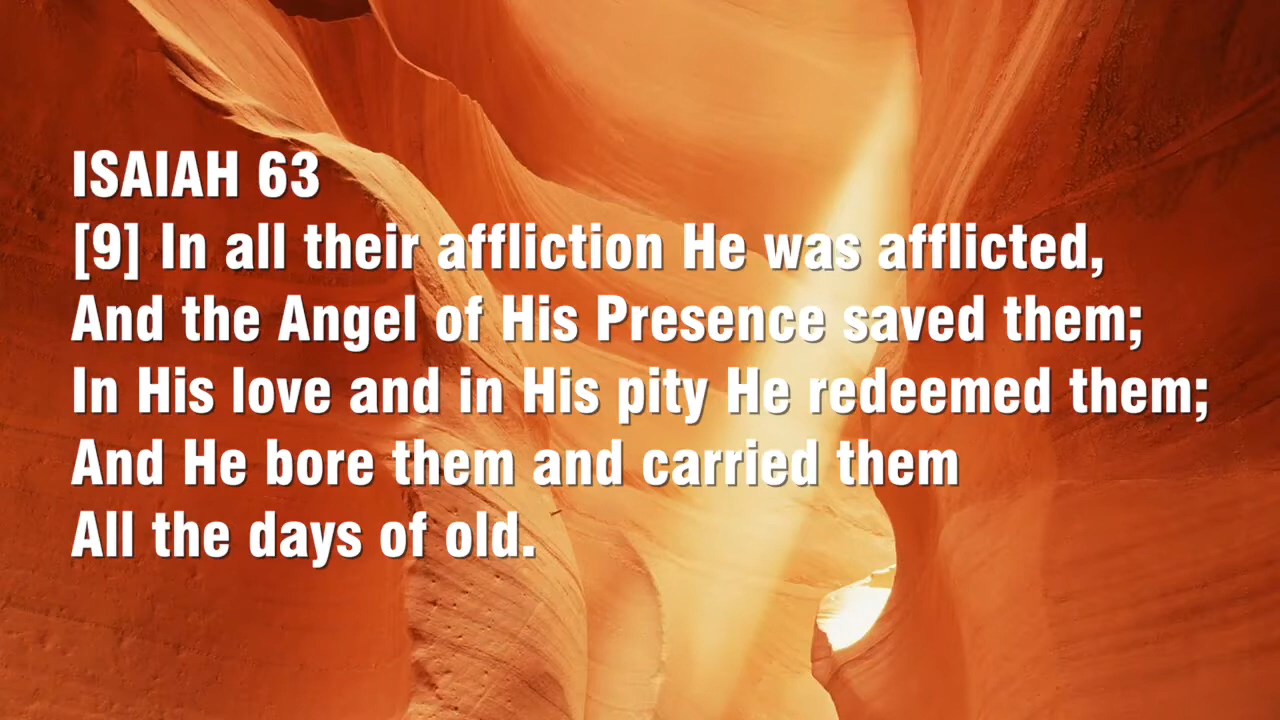 ISAIAH 63
[9] In all their affliction He was afflicted,
And the Angel of His Presence saved them;
In His love and in His pity He redeemed them;
And He bore them and carried them
All the days of old.